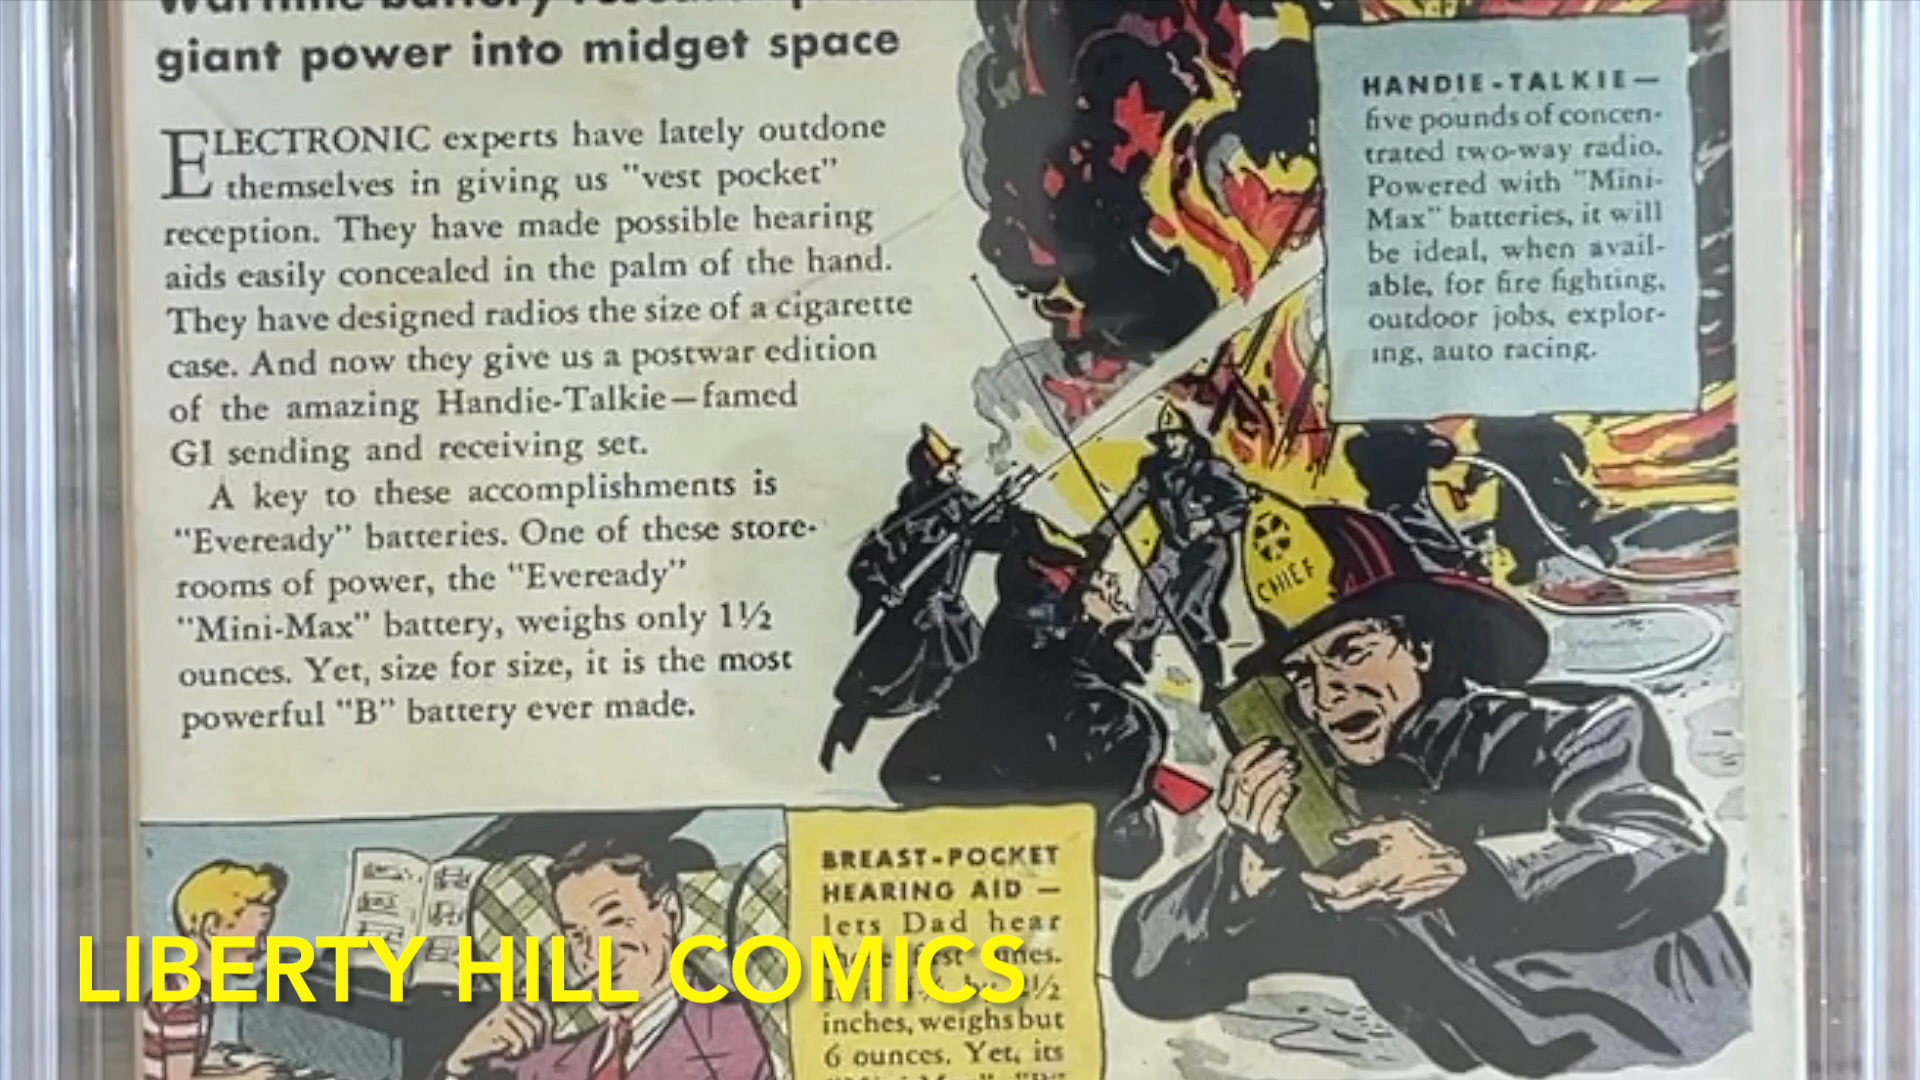 Wartime battery
giant power into midget space
ELECTRONIC experts have lately outdone
themselves in giving us "vest pocket"
reception. They have made possible hearing
aids easily concealed in the palm of the hand.
They have designed radios the size of a cigarette
case. And now they give us a postwar edition
of the amazing Handie-Talkie—famed
GI sending and receiving set.
A key to these accomplishments is
"Eveready" batteries. One of these store-
rooms of power, the "Eveready"
"Mini-Max" battery, weighs only 1½
ounces. Yet, size for size, it is the most
powerful "B" battery ever made.
HANDIE-TALKIE—
five pounds of concen-
trated two-way radio.
Powered with "Mini-
Max" batteries, it will
be ideal, when avail-
able, for fire fighting,
outdoor jobs, explor-
ing, auto racing.
CHIEF
BREAST-POCKET
HEARING AID —
lets Dad hear
inches, weighs but
6 ounces. Yet, its
LIBERTY HILL COMICS